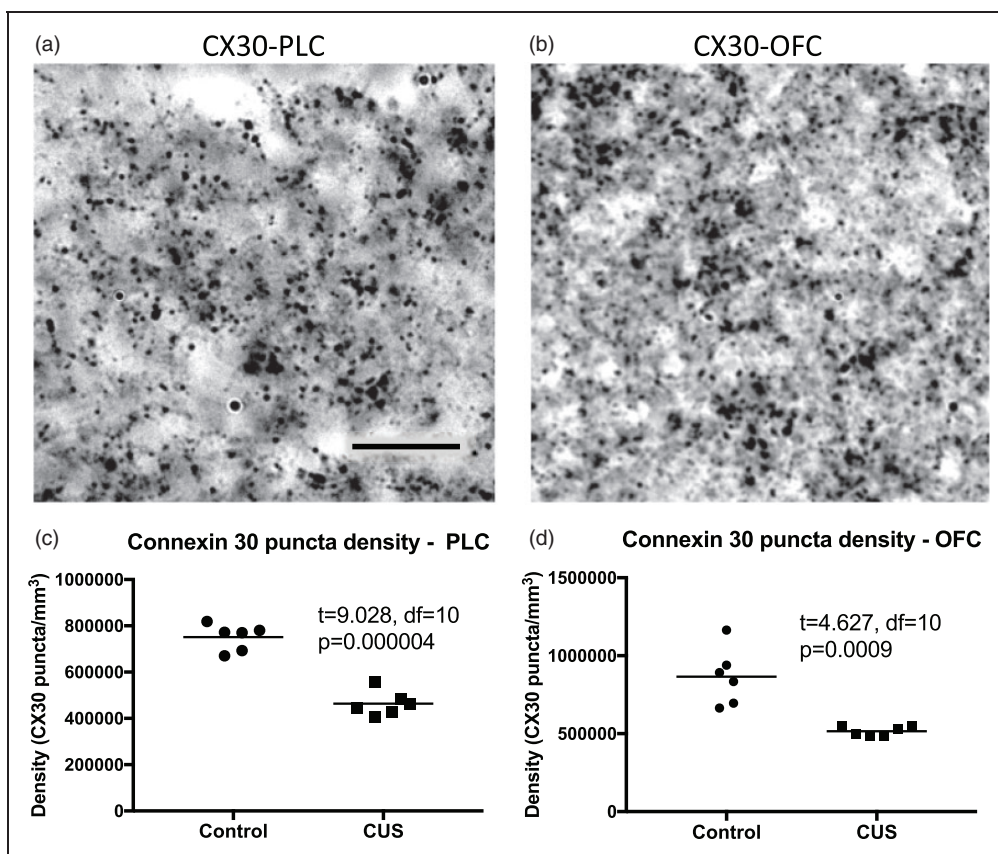 (a)
CX30-PLC
(b)
CX30-OFC
(c)
Connexin 30 puncta density - PLC
Density (CX30 puncta/mm³)
1000000
800000
600000
400000
200000
0
t=9.028, df=10
p=0.000004
Control
CUS
(d)
Connexin 30 puncta density - OFC
Density (CX30 puncta/mm³)
1500000
1000000
500000
0
t=4.627, df=10
p=0.0009
Control
CUS